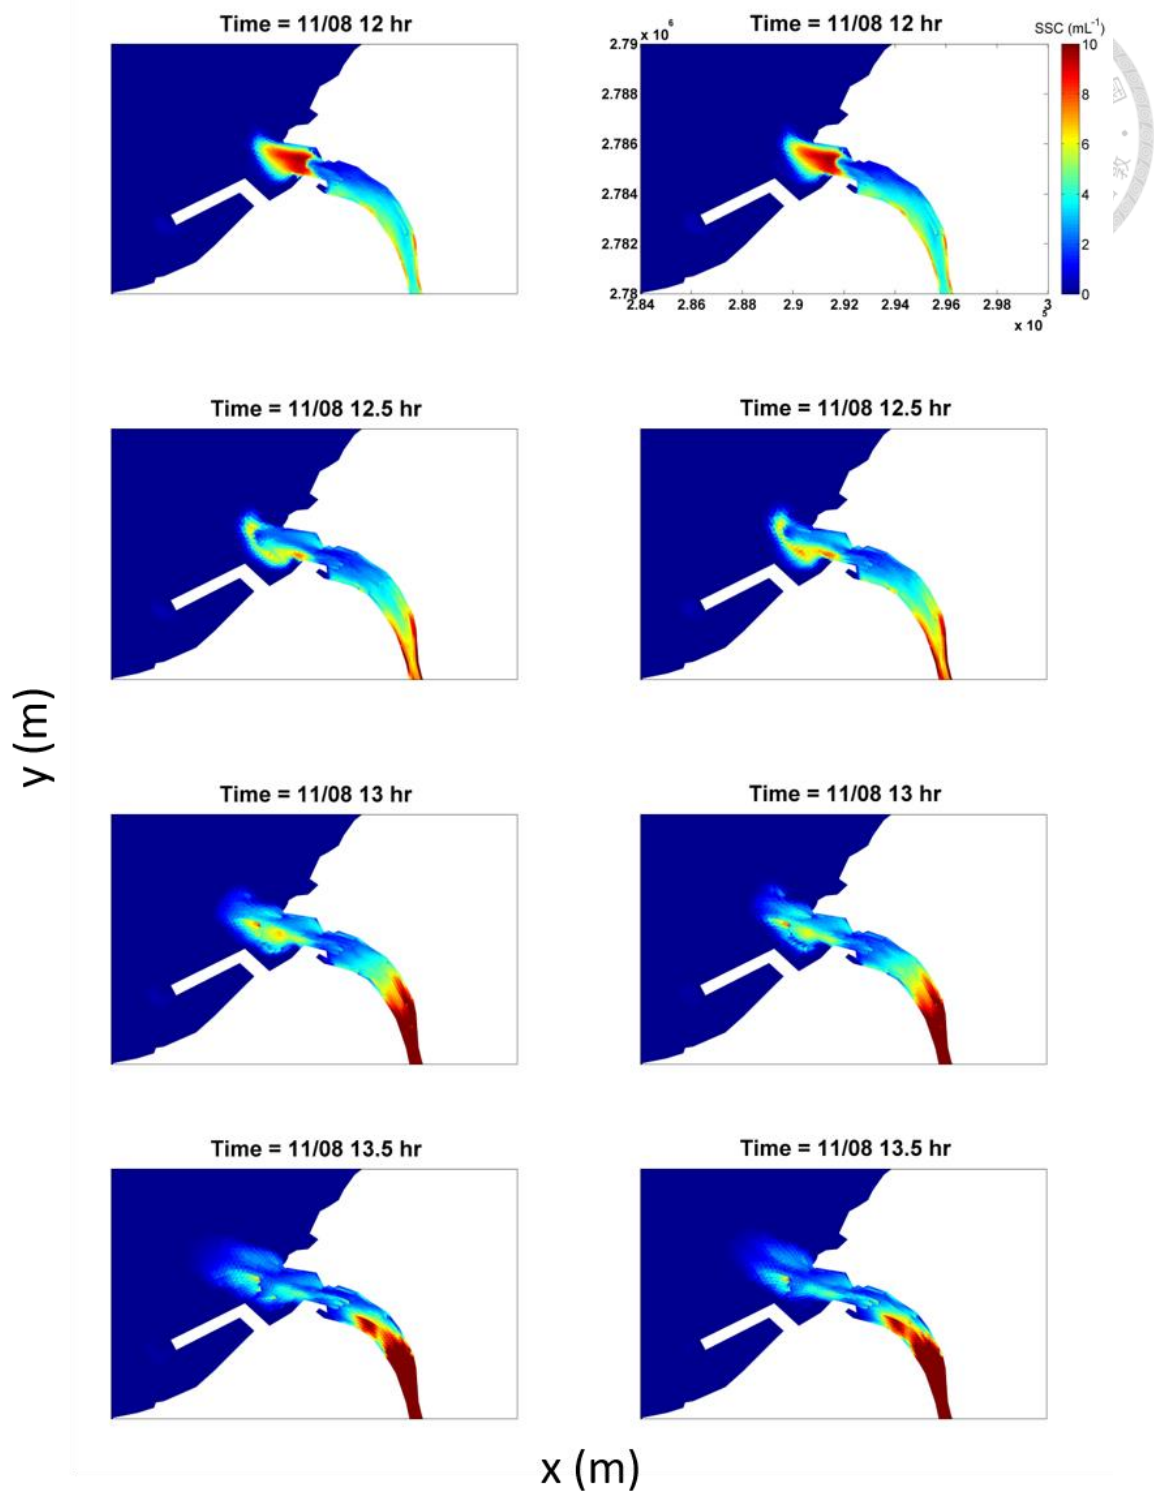 Time = 11/08 12 hr
Time = 11/08 12 hr
SSC (mL⁻¹)
x 10⁶
2.79
2.788
2.786
2.784
2.782
2.78
2.84 2.86 2.88 2.9 2.92 2.94 2.96 2.98 3
x 10⁵
10
8
6
4
2
0
教
Time = 11/08 12.5 hr
Time = 11/08 12.5 hr
y (m)
Time = 11/08 13 hr
Time = 11/08 13 hr
Time = 11/08 13.5 hr
Time = 11/08 13.5 hr
x (m)